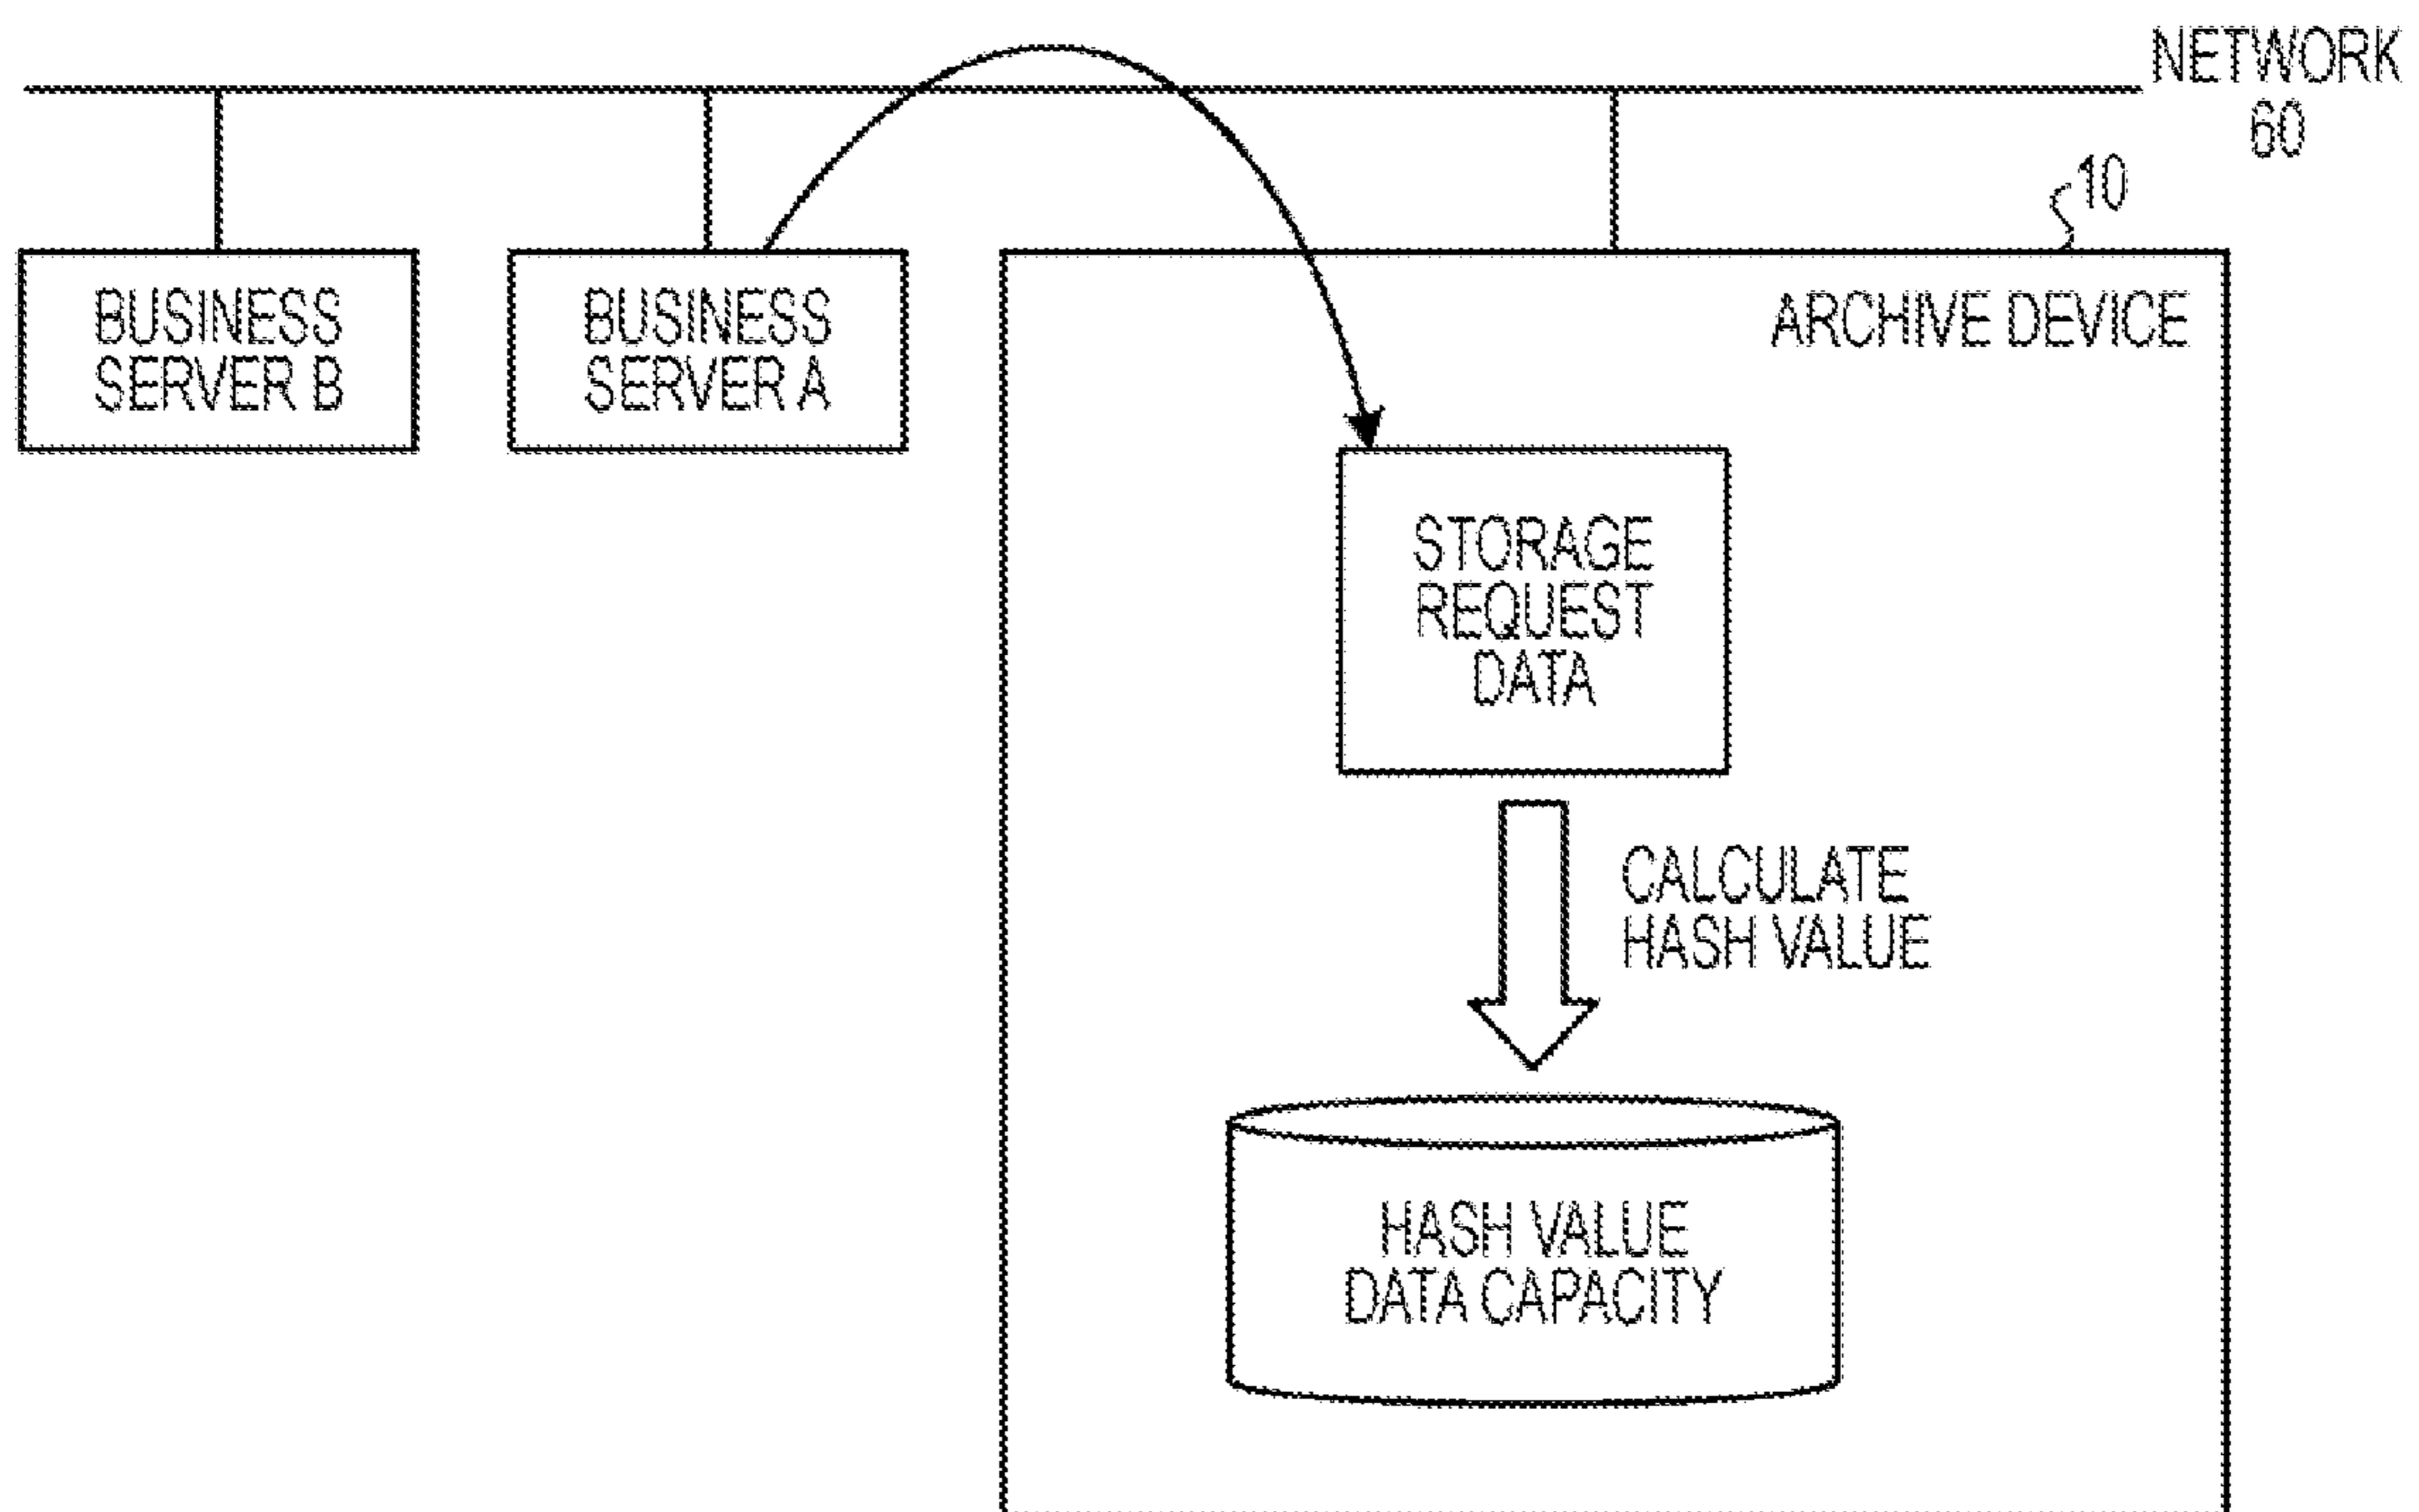 NETWORK
60
10
BUSINESS
SERVER B
BUSINESS
SERVER A
ARCHIVE DEVICE
STORAGE
REQUEST
DATA
CALCULATE
HASH VALUE
HASH VALUE
DATA CAPACITY